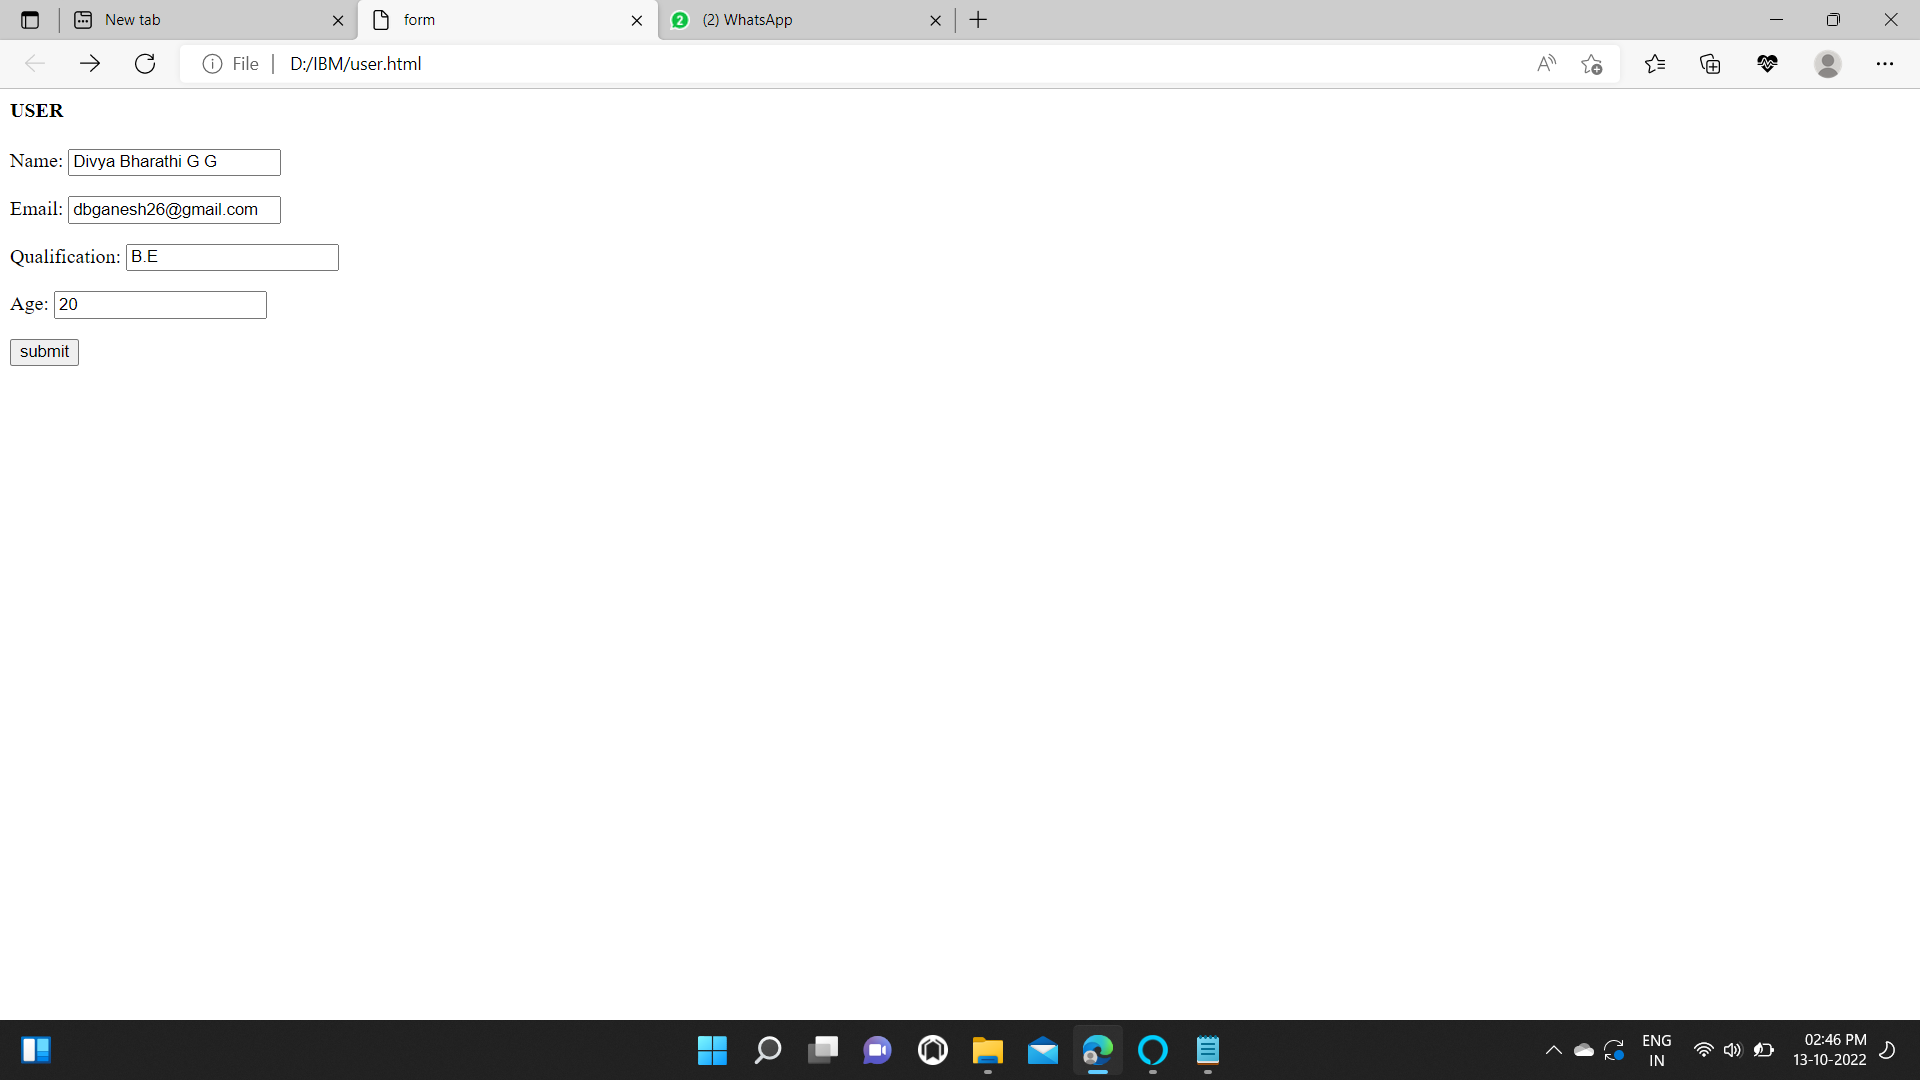 New tab
form
2
(2) WhatsApp
File
D:/IBM/user.html
USER
Name: Divya Bharathi G G
Email: dbganesh26@gmail.com
Qualification: B.E
Age: 20
submit
ENG
IN
02:46 PM
13-10-2022